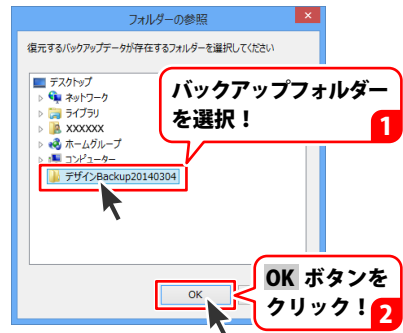 フォルダーの参照
復元するバックアップデータが存在するフォルダーを選択してください
デスクトップ
ネットワーク
ライブラリ
XXXXXX
ホームグループ
コンピューター
デザインBackup20140304
バックアップフォルダー
を選択！
1
OK
OK ボタンを
クリック！
2